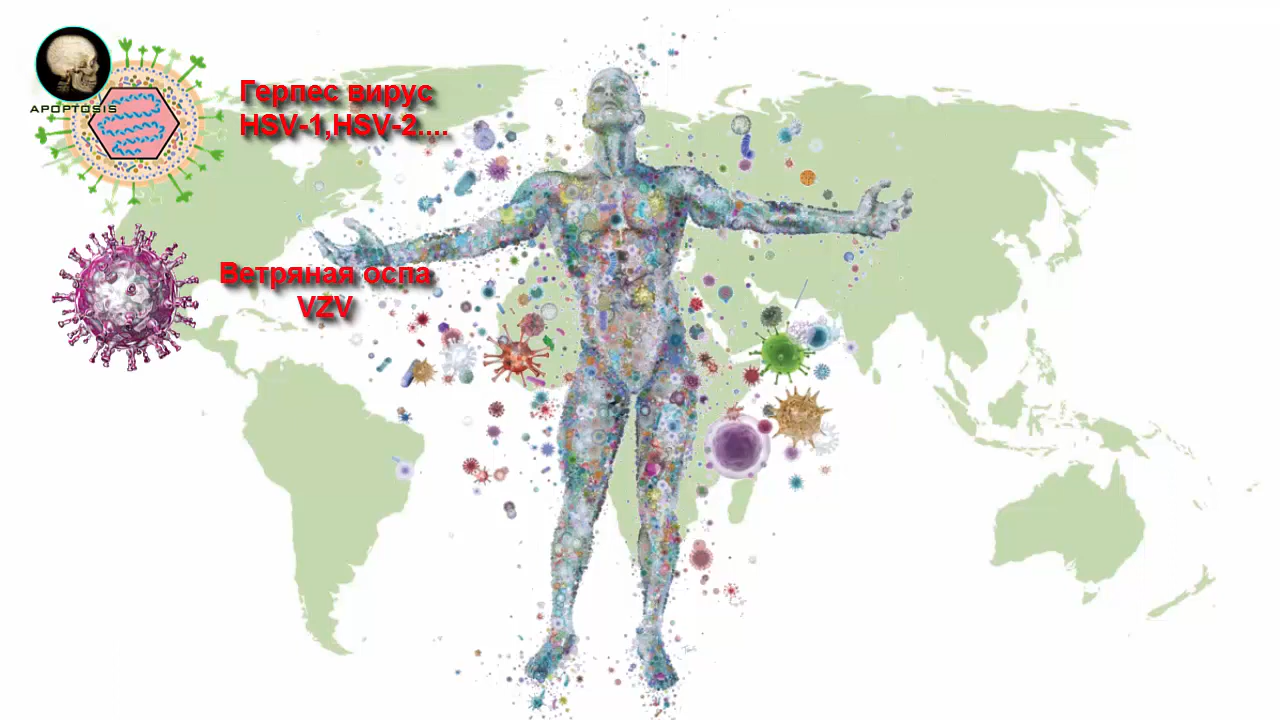 APOPTOSIS
Герпес вирус
HSV-1,HSV-2....
Ветряная оспа
VZV